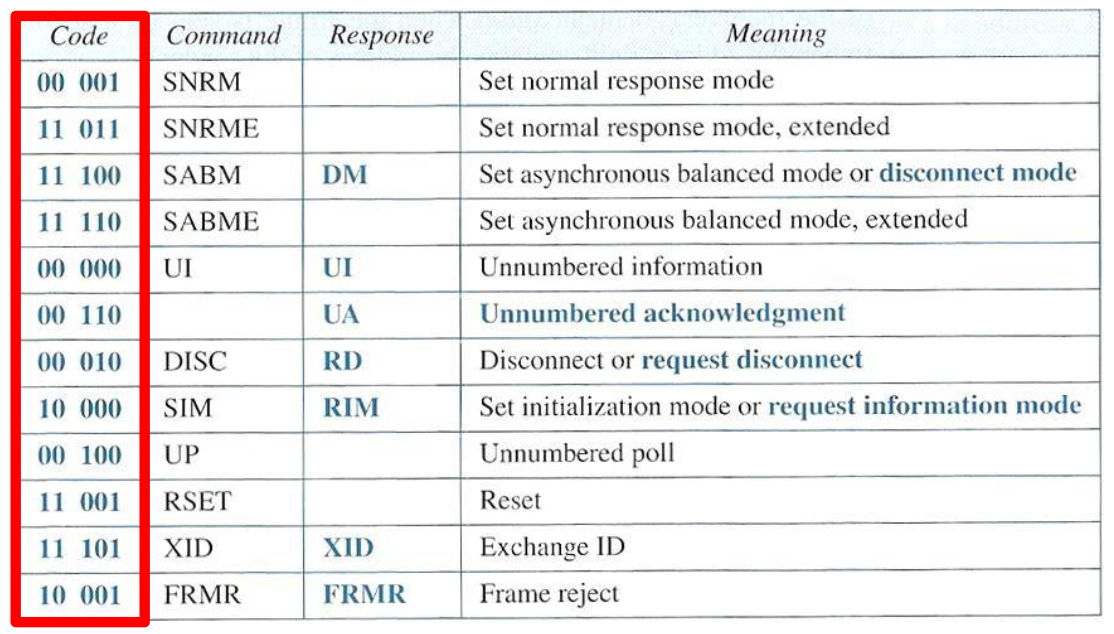 Code Command Response Meaning
00 001 SNRM Set normal response mode
11 011 SNRME Set normal response mode, extended
11 100 SABM DM Set asynchronous balanced mode or disconnect mode
11 110 SABME Set asynchronous balanced mode, extended
00 000 UI UI Unnumbered information
00 110 UA Unnumbered acknowledgment
00 010 DISC RD Disconnect or request disconnect
10 000 SIM RIM Set initialization mode or request information mode
00 100 UP Unnumbered poll
11 001 RSET Reset
11 101 XID XID Exchange ID
10 001 FRMR FRMR Frame reject